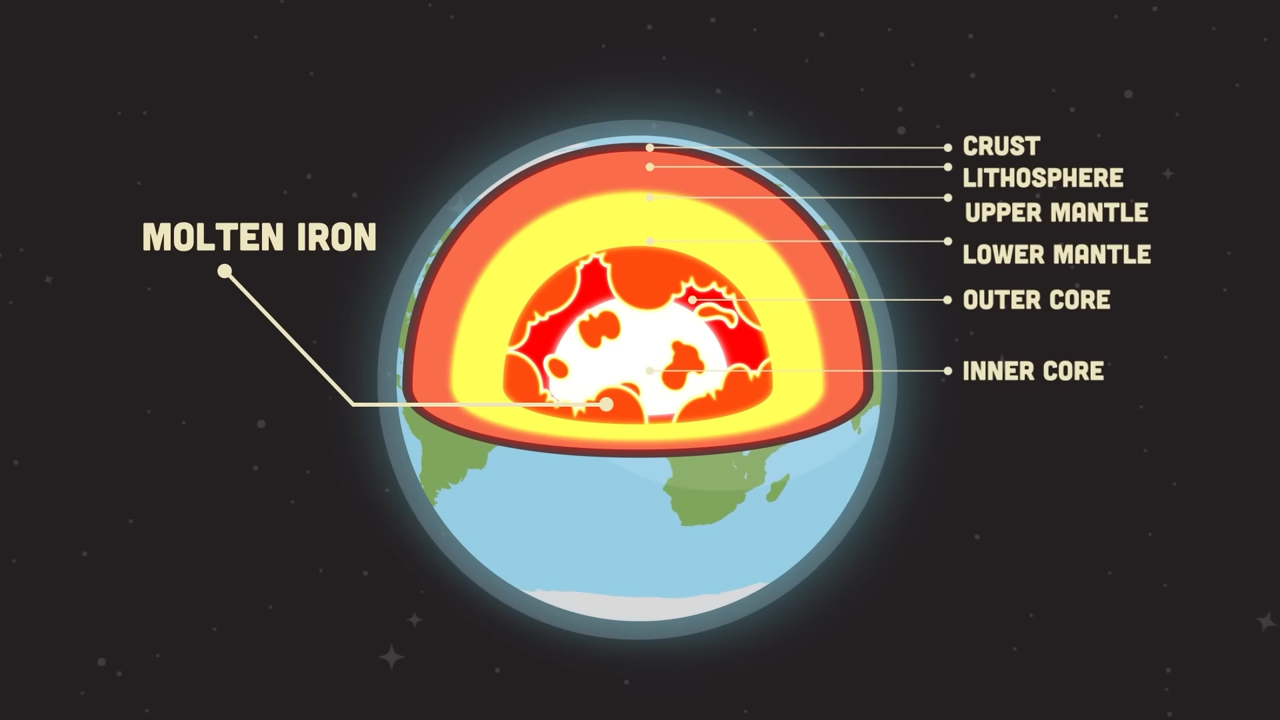 MOLTEN IRON
CRUST
LITHOSPHERE
UPPER MANTLE
LOWER MANTLE
OUTER CORE
INNER CORE